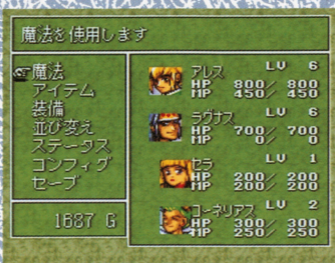 魔法を使用します
魔法
アイテム
装備
並び変え
ステータス
コンフィグ
セーブ
1687 G
アレス LV 6
HP 800/ 800
MP 450/ 450
ラグナス LV 6
HP 700/ 700
MP 0/ 0
セラ LV 1
HP 200/ 200
MP 200/ 200
コーネリアス LV 2
HP 300/ 300
MP 250/ 250